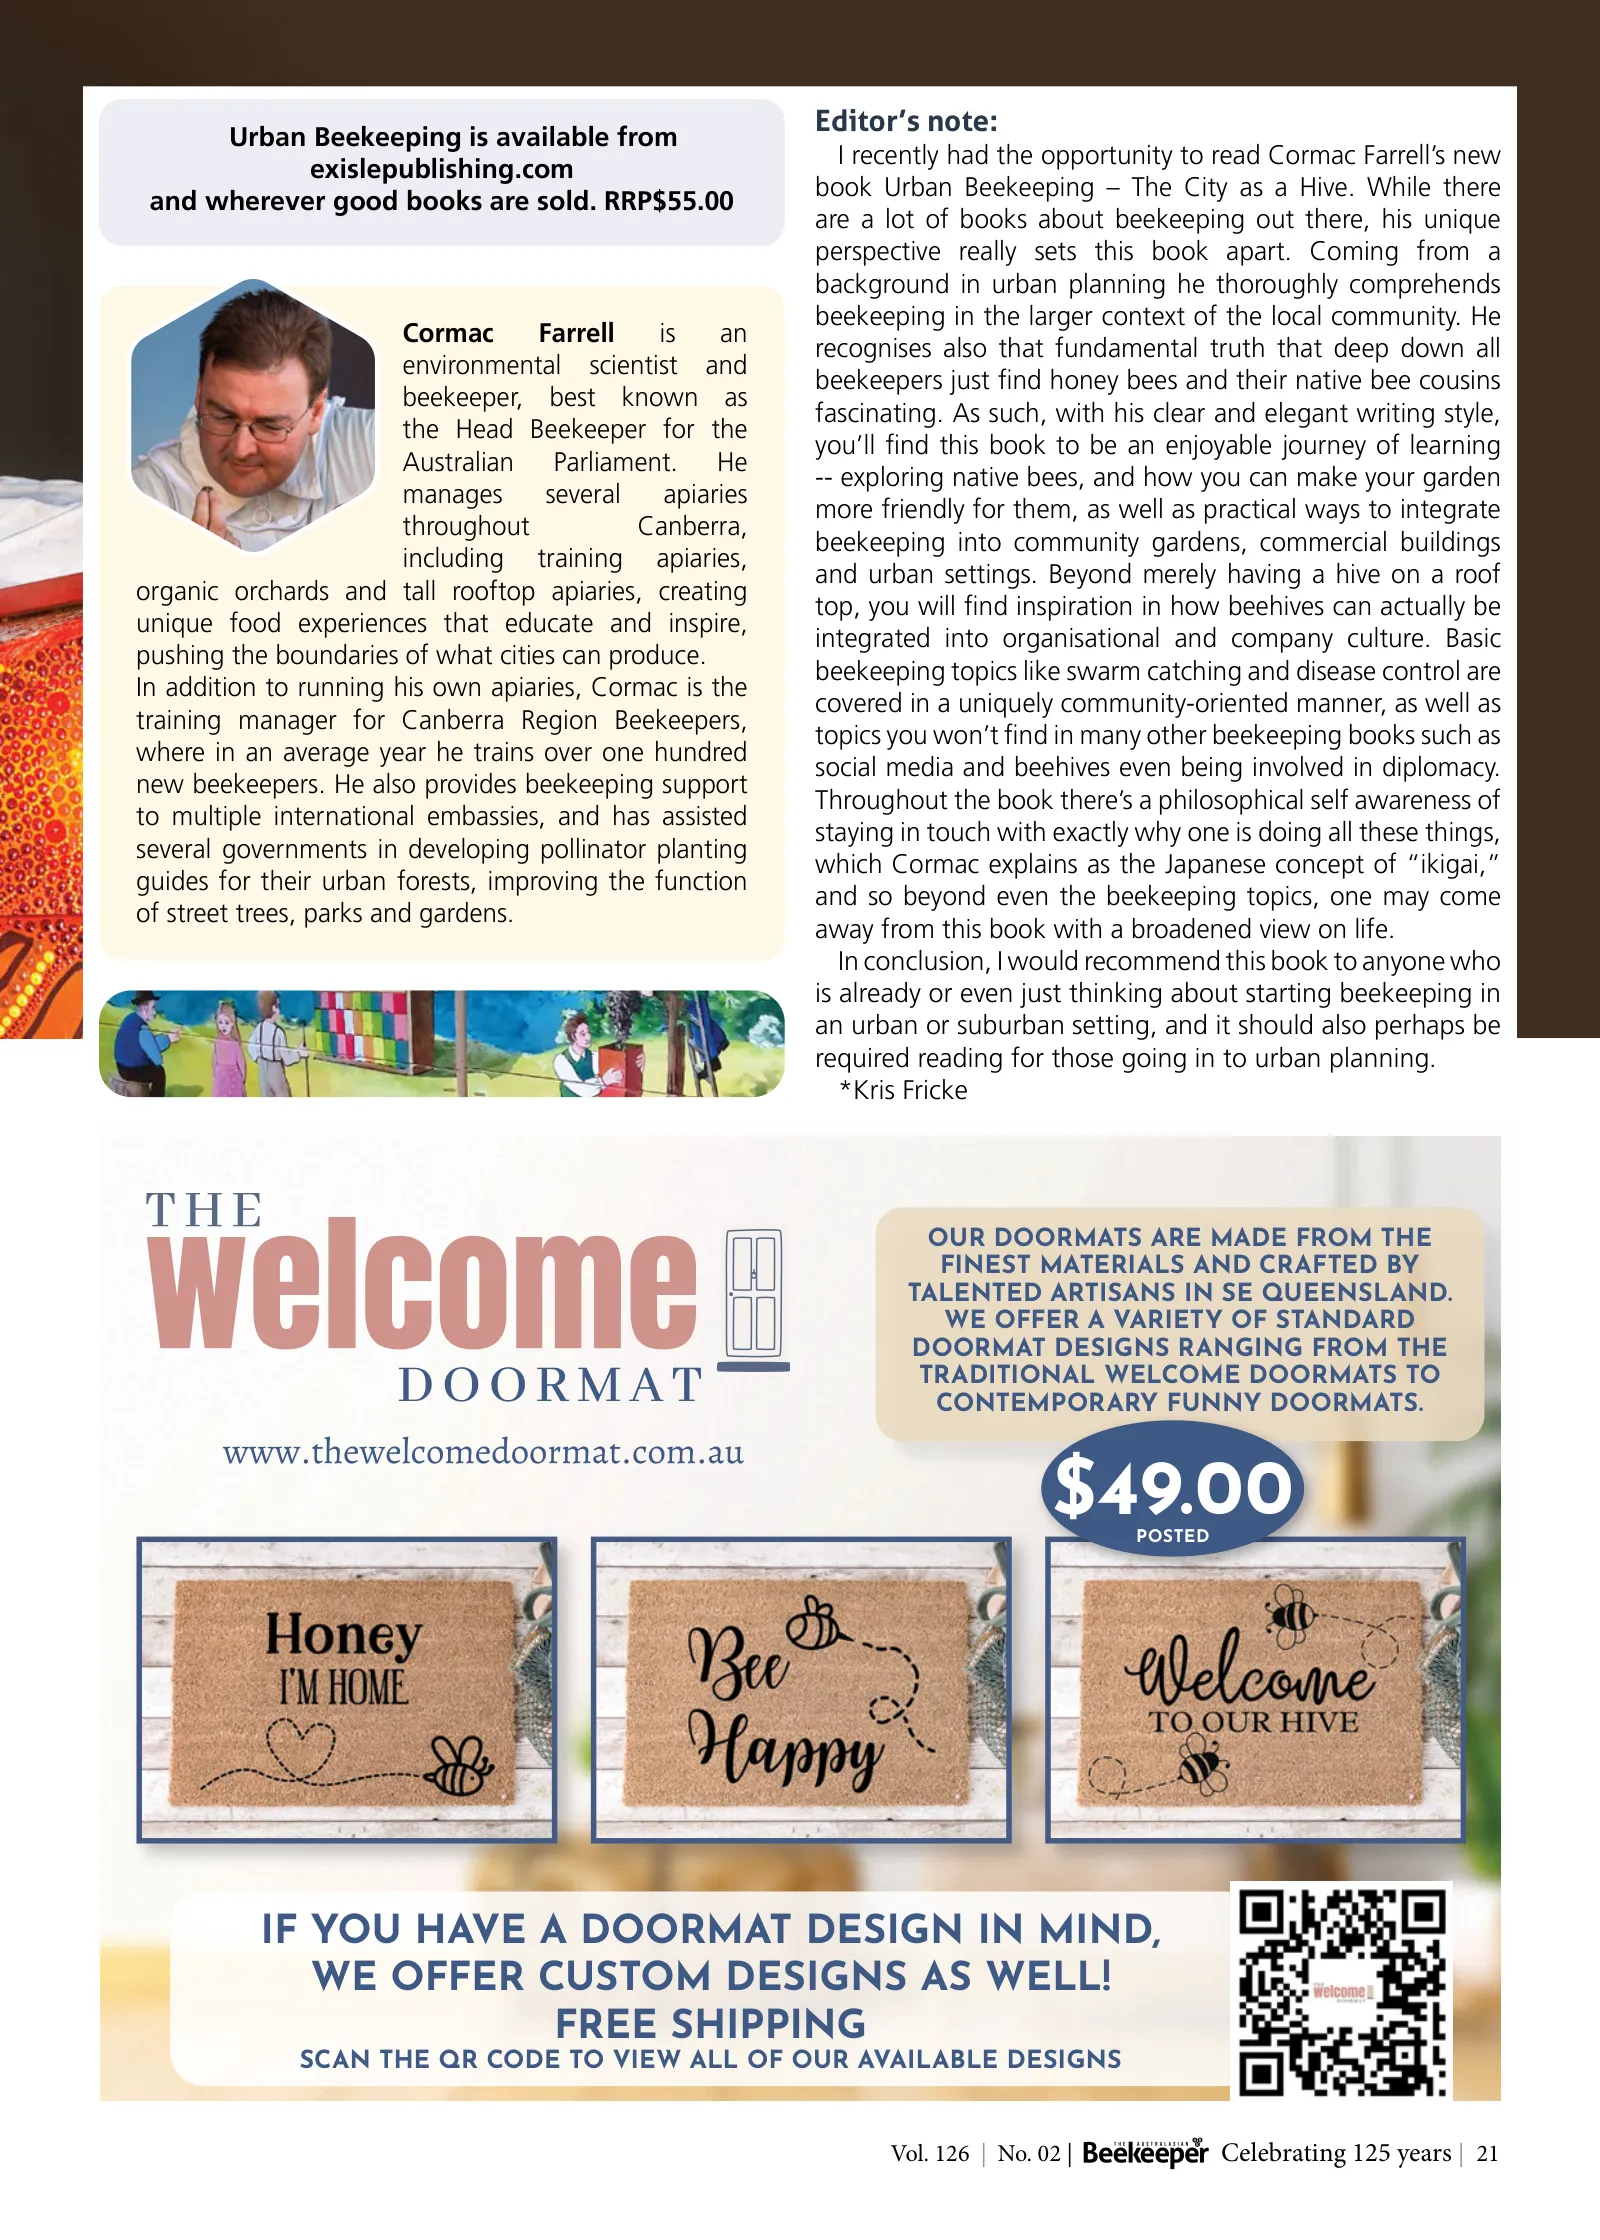 Urban Beekeeping is available from
exislepublishing.com
and wherever good books are sold. RRP$55.00
Cormac Farrell is an
environmental scientist and
beekeeper, best known as
the Head Beekeeper for the
Australian Parliament. He
manages several apiaries
throughout Canberra,
including training apiaries,
organic orchards and tall rooftop apiaries, creating
unique food experiences that educate and inspire,
pushing the boundaries of what cities can produce.
In addition to running his own apiaries, Cormac is the
training manager for Canberra Region Beekeepers,
where in an average year he trains over one hundred
new beekeepers. He also provides beekeeping support
to multiple international embassies, and has assisted
several governments in developing pollinator planting
guides for their urban forests, improving the function
of street trees, parks and gardens.
Editor's note:
I recently had the opportunity to read Cormac Farrell's new
book Urban Beekeeping – The City as a Hive. While there
are a lot of books about beekeeping out there, his unique
perspective really sets this book apart. Coming from a
background in urban planning he thoroughly comprehends
beekeeping in the larger context of the local community. He
recognises also that fundamental truth that deep down all
beekeepers just find honey bees and their native bee cousins
fascinating. As such, with his clear and elegant writing style,
you'll find this book to be an enjoyable journey of learning
-- exploring native bees, and how you can make your garden
more friendly for them, as well as practical ways to integrate
beekeeping into community gardens, commercial buildings
and urban settings. Beyond merely having a hive on a roof
top, you will find inspiration in how beehives can actually be
integrated into organisational and company culture. Basic
beekeeping topics like swarm catching and disease control are
covered in a uniquely community-oriented manner, as well as
topics you won't find in many other beekeeping books such as
social media and beehives even being involved in diplomacy.
Throughout the book there's a philosophical self awareness of
staying in touch with exactly why one is doing all these things,
which Cormac explains as the Japanese concept of "ikigai,"
and so beyond even the beekeeping topics, one may come
away from this book with a broadened view on life.
In conclusion, I would recommend this book to anyone who
is already or even just thinking about starting beekeeping in
an urban or suburban setting, and it should also perhaps be
required reading for those going in to urban planning.
*Kris Fricke
THE
welcome
DOORMAT
www.thewelcomedoormat.com.au
OUR DOORMATS ARE MADE FROM THE
FINEST MATERIALS AND CRAFTED BY
TALENTED ARTISANS IN SE QUEENSLAND.
WE OFFER A VARIETY OF STANDARD
DOORMAT DESIGNS RANGING FROM THE
TRADITIONAL WELCOME DOORMATS TO
CONTEMPORARY FUNNY DOORMATS.
$49.00
POSTED
Honey
I'M HOME
Bee
Happy
Welcome
TO OUR HIVE
IF YOU HAVE A DOORMAT DESIGN IN MIND,
WE OFFER CUSTOM DESIGNS AS WELL!
FREE SHIPPING
SCAN THE QR CODE TO VIEW ALL OF OUR AVAILABLE DESIGNS
THE
welcome
DOORMAT
Vol. 126 | No. 02 | THE AUSTRALASIAN Beekeeper Celebrating 125 years | 21